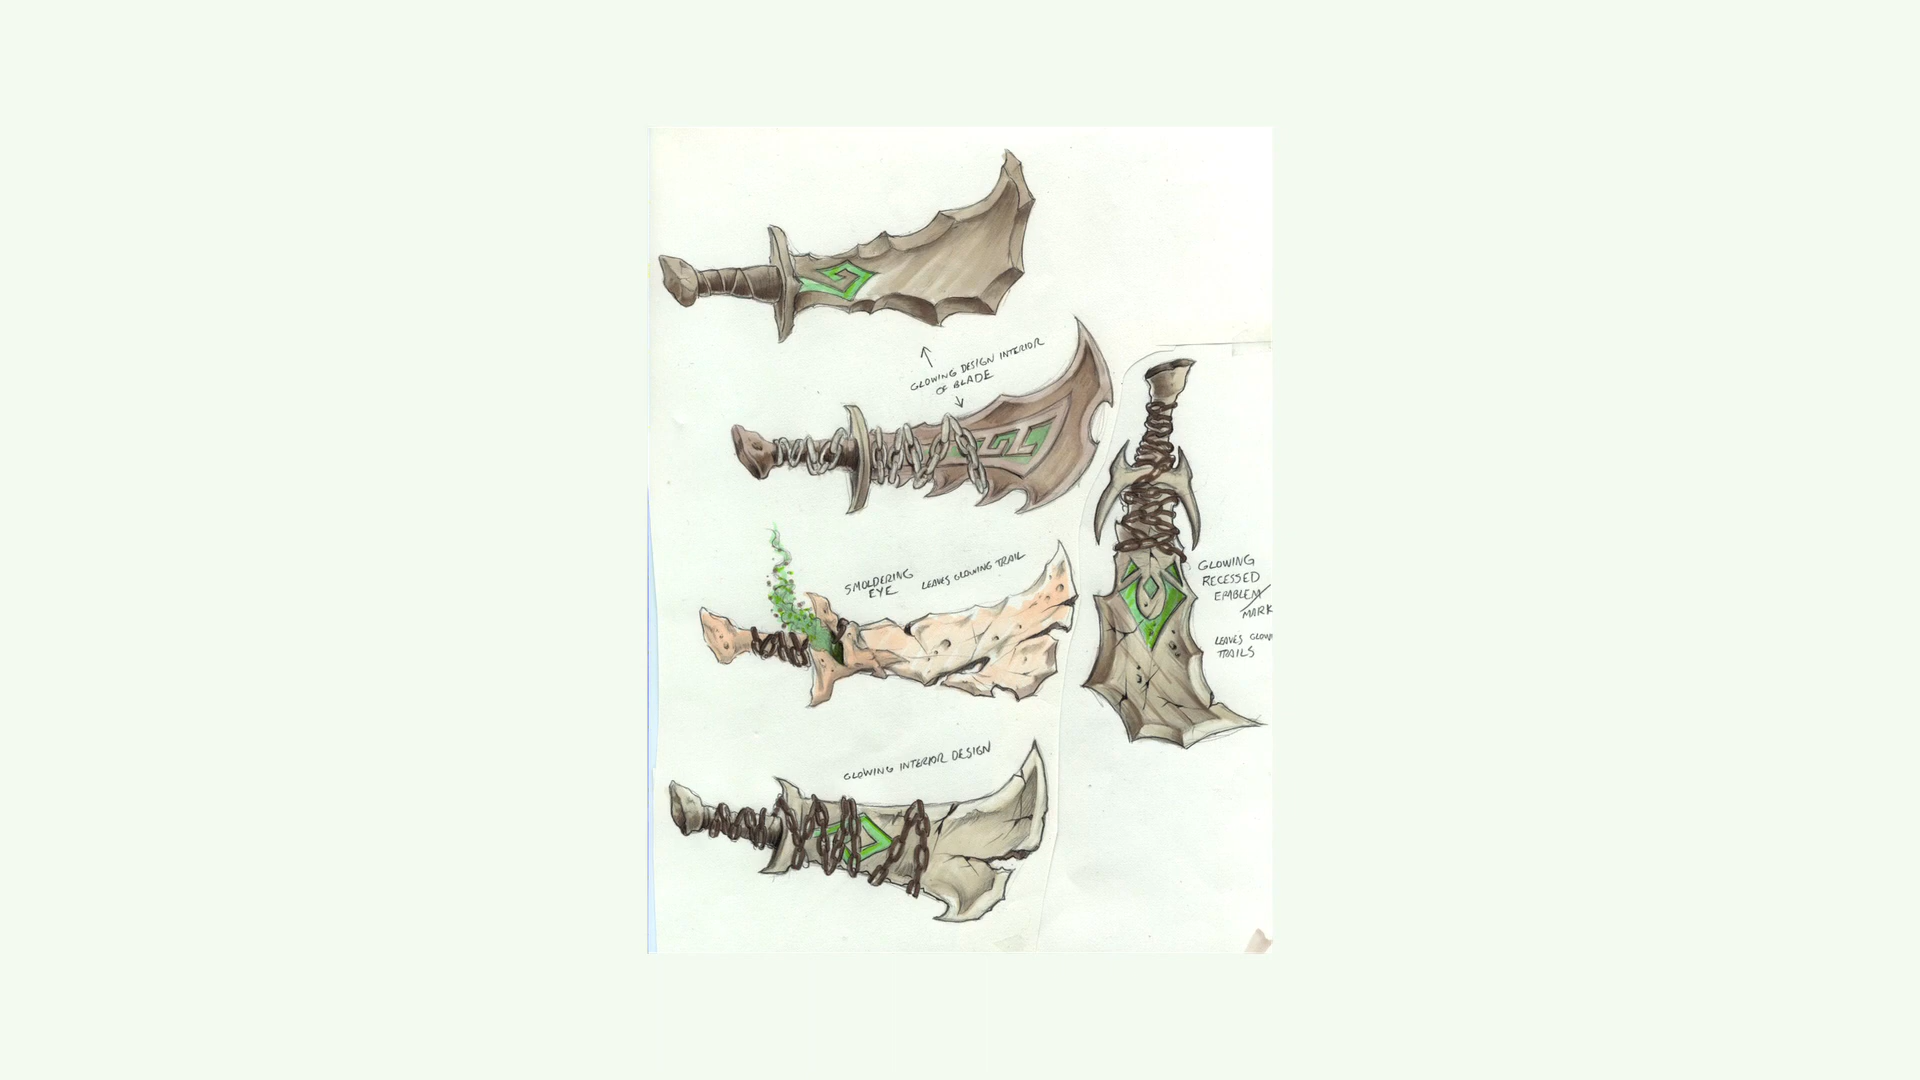 GLOWING DESIGN INTERIOR
OF BLADE
SMOLDERING
EYE
LEAVES GLOWING TRAIL
GLOWING
RECESSED
EMBLEM/
MARK
LEAVES GLOW
TRAILS
GLOWING INTERIOR DESIGN